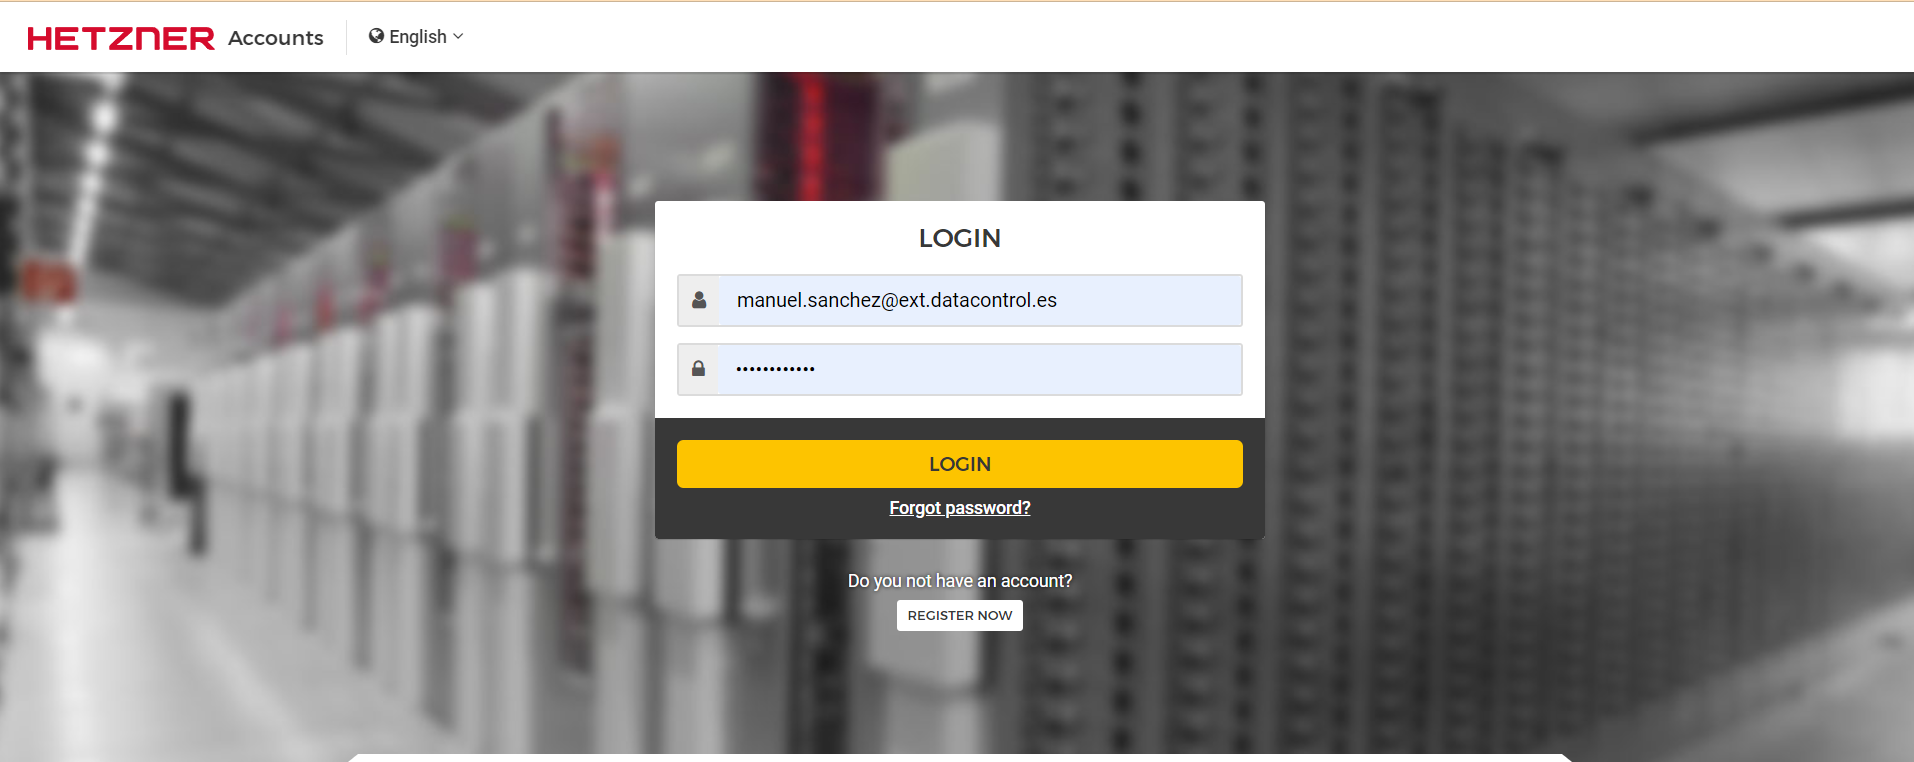 HETZNER Accounts English
LOGIN
manuel.sanchez@ext.datacontrol.es
••••••••••••
LOGIN
Forgot password?
Do you not have an account?
REGISTER NOW